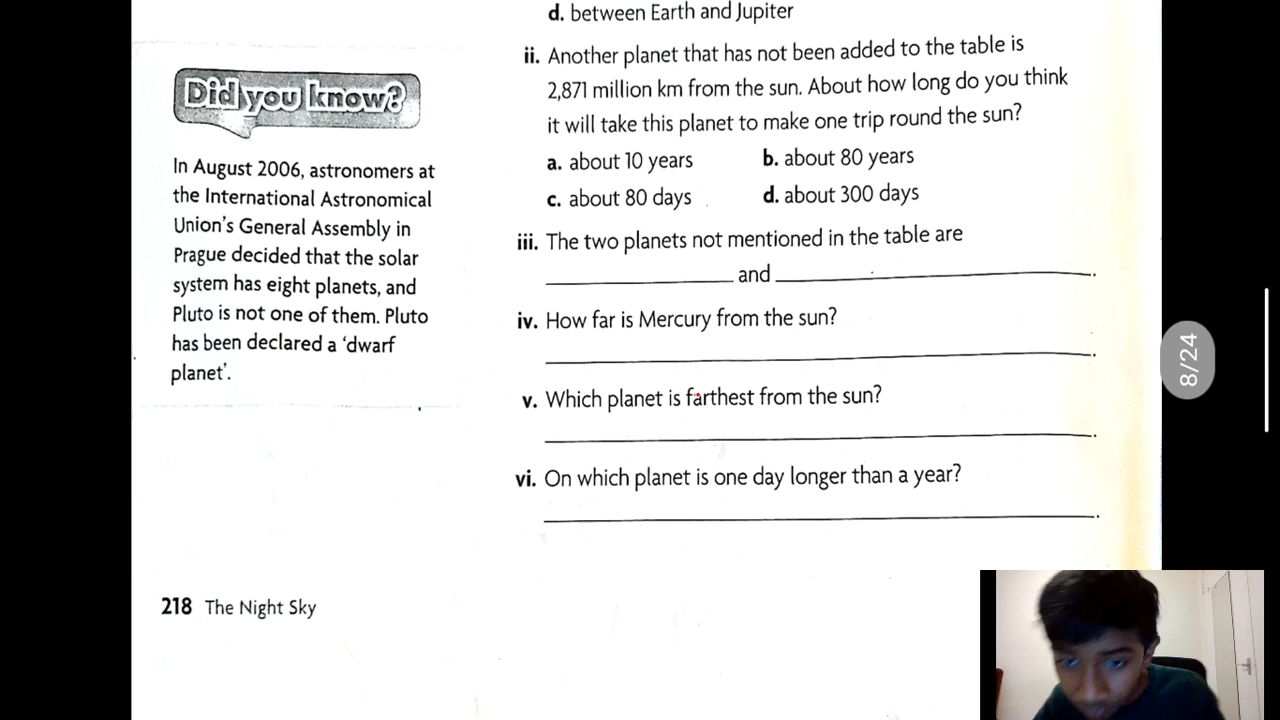 d. between Earth and Jupiter
ii. Another planet that has not been added to the table is
2,871 million km from the sun. About how long do you think
it will take this planet to make one trip round the sun?
a. about 10 years b. about 80 years
c. about 80 days d. about 300 days
iii. The two planets not mentioned in the table are
_____ and _____.
iv. How far is Mercury from the sun?
_____.
v. Which planet is farthest from the sun?
_____.
vi. On which planet is one day longer than a year?
_____.
Did you know?
In August 2006, astronomers at
the International Astronomical
Union's General Assembly in
Prague decided that the solar
system has eight planets, and
Pluto is not one of them. Pluto
has been declared a 'dwarf
planet'.
218 The Night Sky
8/24